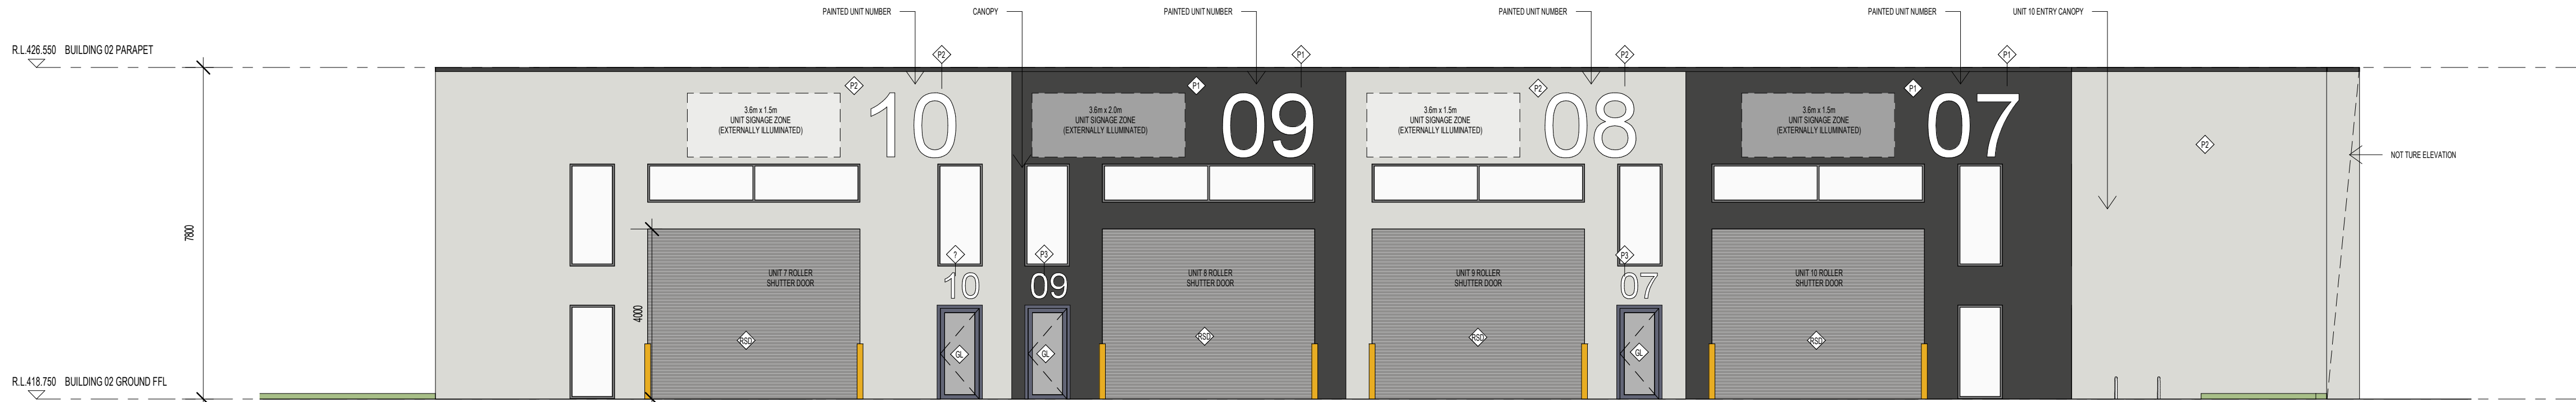 PAINTED UNIT NUMBER
CANOPY
PAINTED UNIT NUMBER
PAINTED UNIT NUMBER
PAINTED UNIT NUMBER
UNIT 10 ENTRY CANOPY
R.L.426.550 BUILDING 02 PARAPET
P2
P1
P2
P1
P2
P1
P2
P1
3.6m x 1.5m
UNIT SIGNAGE ZONE
(EXTERNALLY ILLUMINATED)
10
3.6m x 2.0m
UNIT SIGNAGE ZONE
(EXTERNALLY ILLUMINATED)
09
3.6m x 1.5m
UNIT SIGNAGE ZONE
(EXTERNALLY ILLUMINATED)
08
3.6m x 1.5m
UNIT SIGNAGE ZONE
(EXTERNALLY ILLUMINATED)
07
P2
NOT TURE ELEVATION
7800
?
P3
P3
UNIT 7 ROLLER
SHUTTER DOOR
10
09
UNIT 8 ROLLER
SHUTTER DOOR
UNIT 9 ROLLER
SHUTTER DOOR
07
UNIT 10 ROLLER
SHUTTER DOOR
4000
RSD
GL
GL
RSD
RSD
GL
RSD
R.L.418.750 BUILDING 02 GROUND FFL